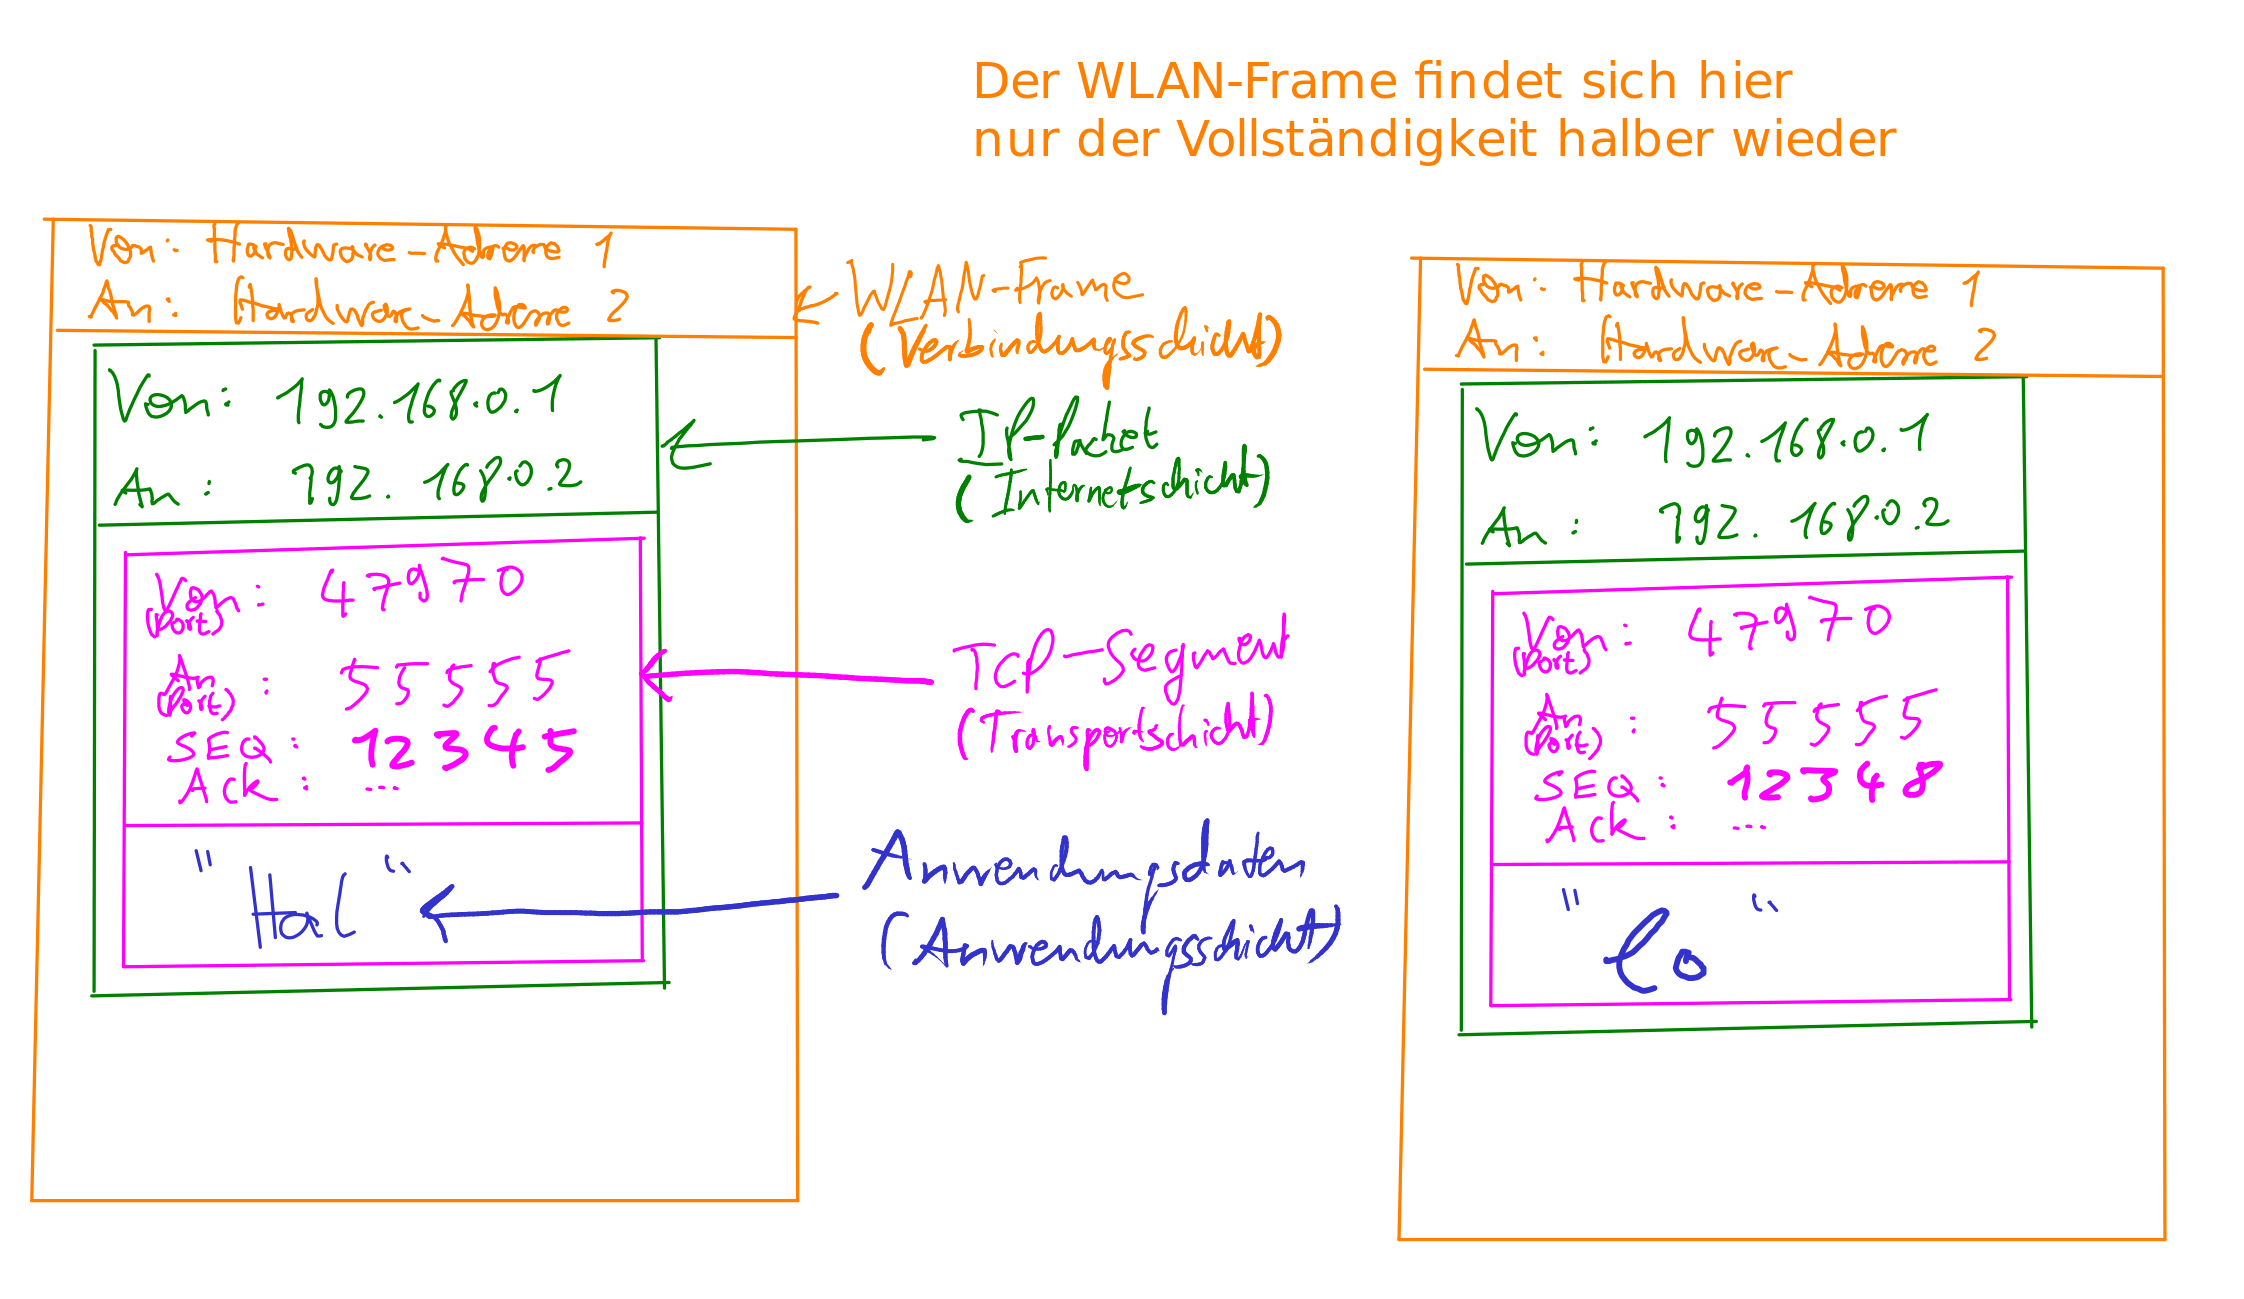 Der WLAN-Frame findet sich hier
nur der Vollständigkeit halber wieder
Von: Hardware-Adresse 1
An: Hardware-Adresse 2
Von: 192.168.0.1
An: 192.168.0.2
Von: 47970
(Port)
An: 55555
(Port)
SEQ: 12345
Ack: ...
"Hal"
WLAN-Frame
(Verbindungsschicht)
IP-Packet
(Internetschicht)
TCP-Segment
(Transportschicht)
Anwendungsdaten
(Anwendungsschicht)
Von: Hardware-Adresse 1
An: Hardware-Adresse 2
Von: 192.168.0.1
An: 192.168.0.2
Von: 47970
(Port)
An: 55555
(Port)
SEQ: 12348
Ack: ...
"lo"